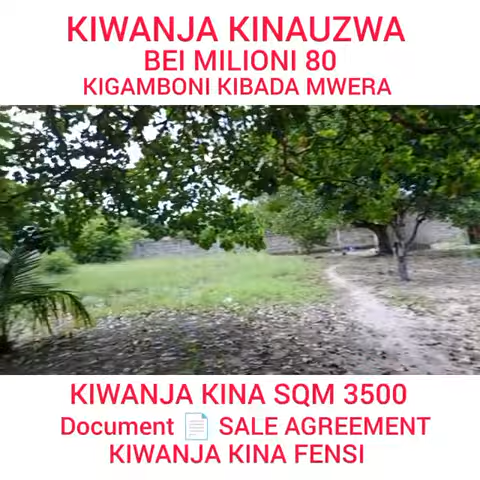 KIWANJA KINAUZWA
BEI MILIONI 80
KIGAMBONI KIBADA MWERA
KIWANJA KINA SQM 3500
Document 📄 SALE AGREEMENT
KIWANJA KINA FENSI